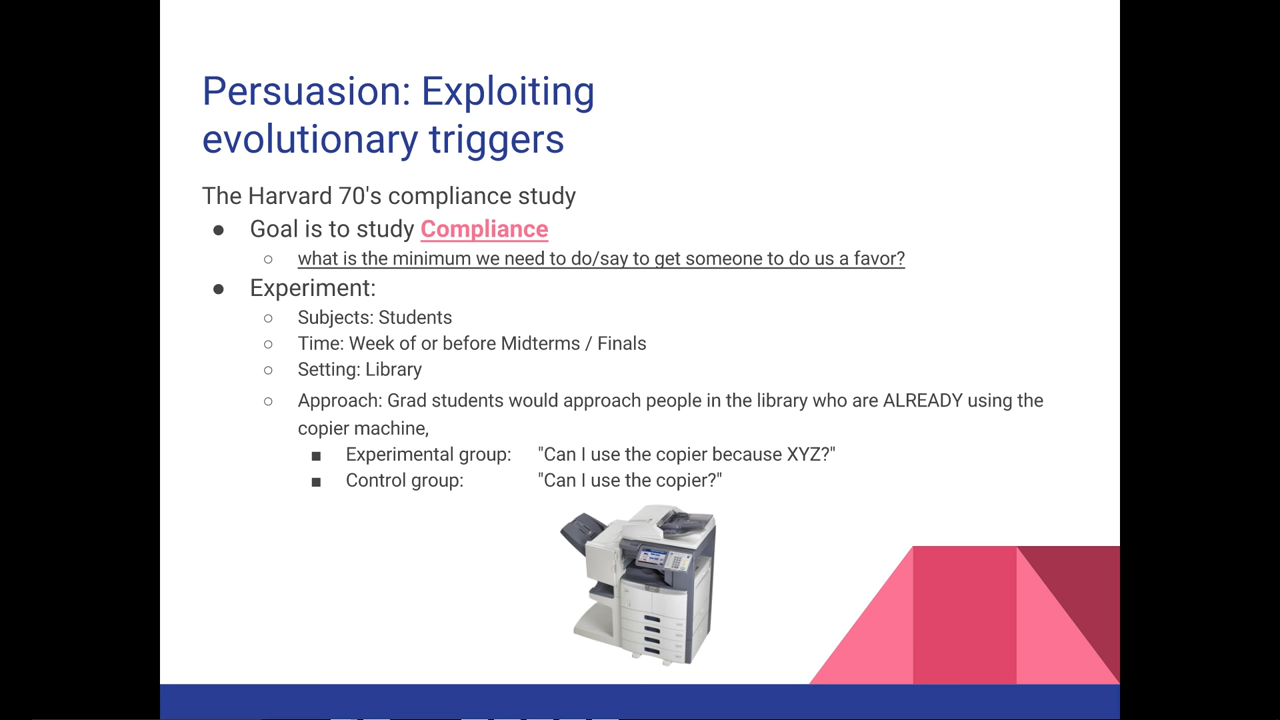 Persuasion: Exploiting
evolutionary triggers
The Harvard 70's compliance study
● Goal is to study Compliance
○ what is the minimum we need to do/say to get someone to do us a favor?
● Experiment:
○ Subjects: Students
○ Time: Week of or before Midterms / Finals
○ Setting: Library
○ Approach: Grad students would approach people in the library who are ALREADY using the
copier machine,
■ Experimental group: "Can I use the copier because XYZ?"
■ Control group: "Can I use the copier?"